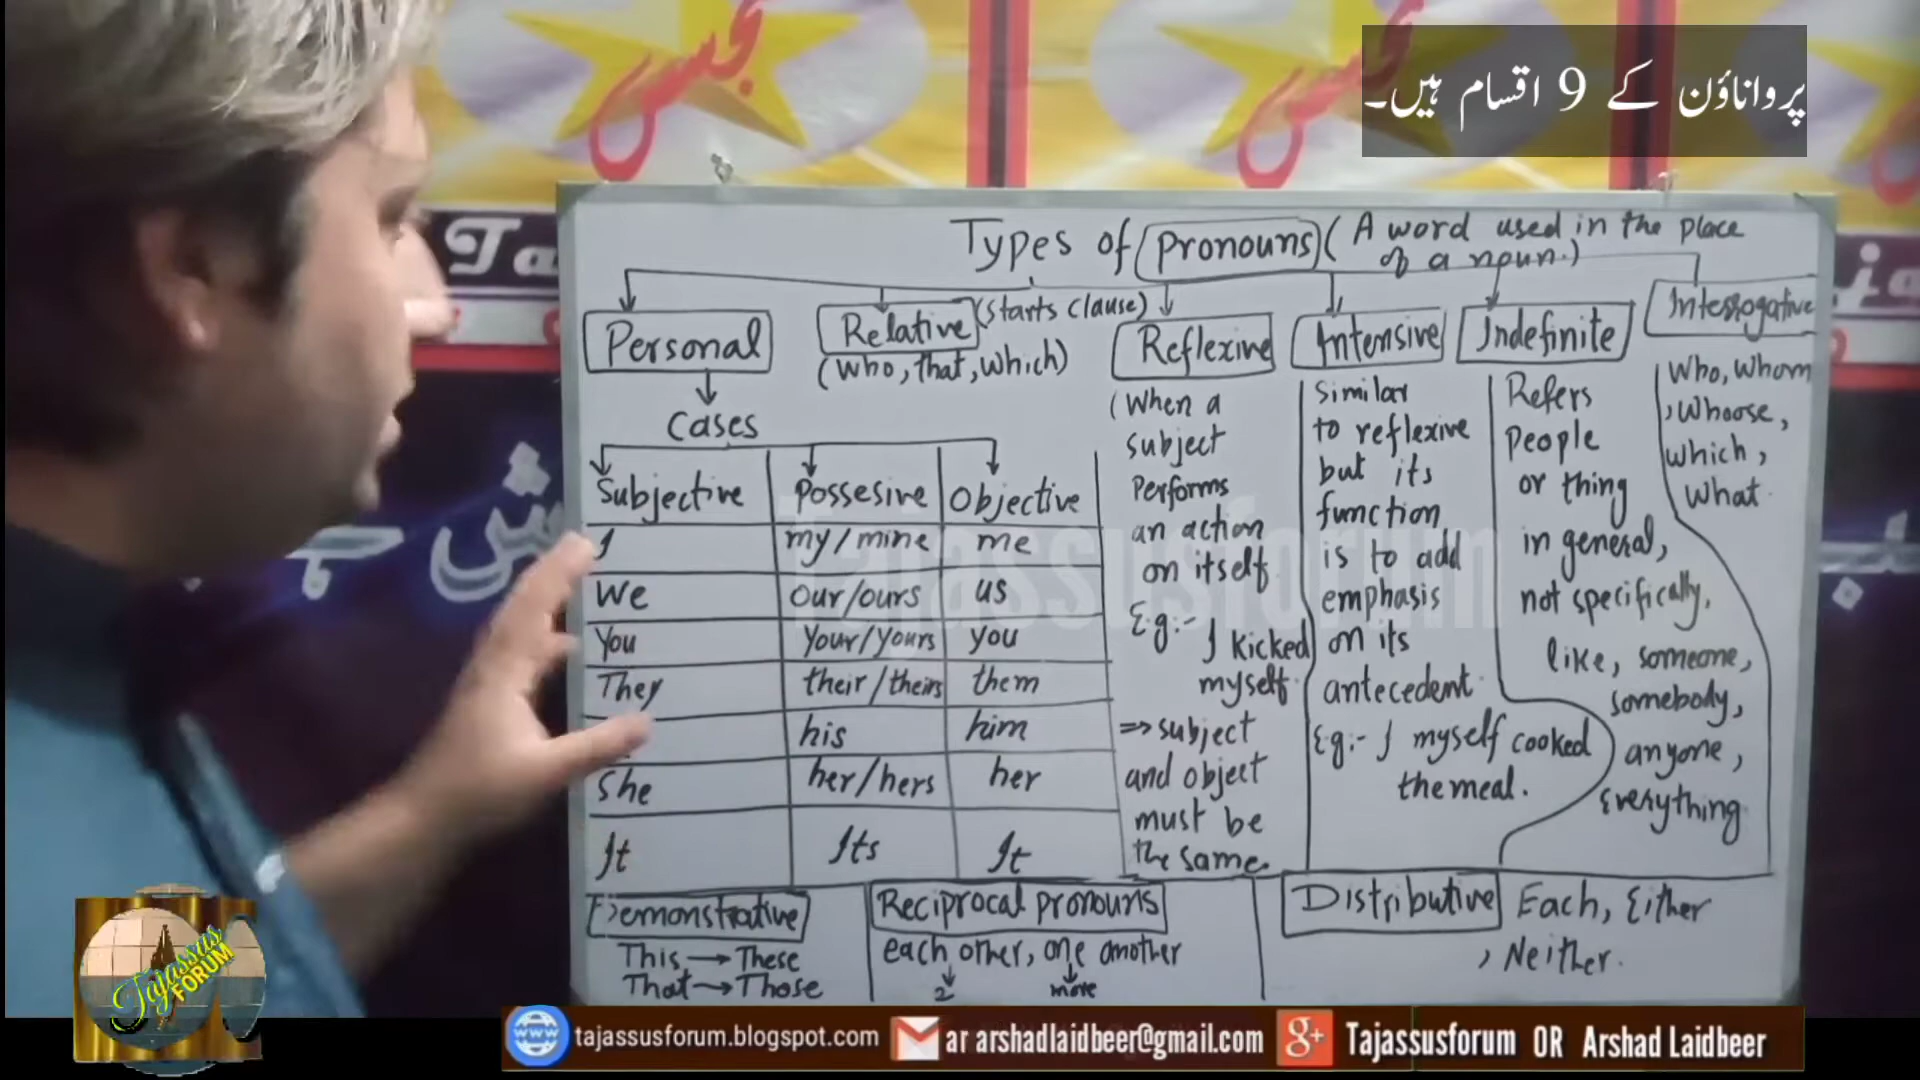 پرواناؤن کے 9 اقسام ہیں۔
تجسس
Types of pronouns (A word used in the place
of a noun.)
Personal
Cases
Subjective Possesive Objective
I my/mine me
We our/ours us
You your/yours you
They their/theirs them
his him
She her/hers her
It Its It
Relative (starts clause)
(who, that, which)
Reflexive
(When a
subject
performs
an action
on itself
Eg:-
I kicked
myself.
⇒ subject
and object
must be
the same.
Intensive
Similar
to reflexive
but its
function
is to add
emphasis
on its
antecedent.
Eg:- I myself cooked
the meal.
Indefinite
Refers
people
or thing
in general,
not specifically,
like, someone,
somebody,
anyone,
Everything
Interrogative
Who, whom
, whoose,
which,
what.
Demonstrative
This → These
That → Those
Reciprocal pronouns
each other, one another
2 more
Distributive Each, Either
, Neither.
Tajassusforum
Tajassus
FORUM
www tajassusforum.blogspot.com ar arshadlaidbeer@gmail.com g+ Tajassusforum OR Arshad Laidbeer